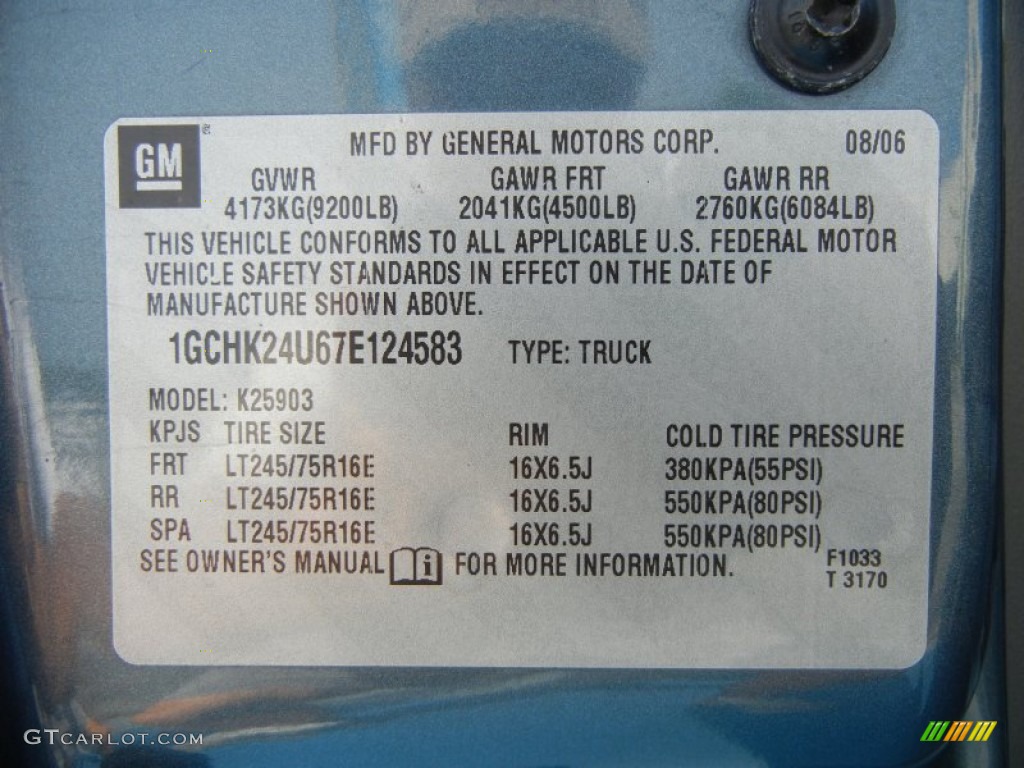 GM
MFD BY GENERAL MOTORS CORP. 08/06
GVWR GAWR FRT GAWR RR
4173KG(9200LB) 2041KG(4500LB) 2760KG(6084LB)
THIS VEHICLE CONFORMS TO ALL APPLICABLE U.S. FEDERAL MOTOR
VEHICLE SAFETY STANDARDS IN EFFECT ON THE DATE OF
MANUFACTURE SHOWN ABOVE.
1GCHK24U67E124583 TYPE: TRUCK
MODEL: K25903
KPJS TIRE SIZE RIM COLD TIRE PRESSURE
FRT LT245/75R16E 16X6.5J 380KPA(55PSI)
RR LT245/75R16E 16X6.5J 550KPA(80PSI)
SPA LT245/75R16E 16X6.5J 550KPA(80PSI)
SEE OWNER'S MANUAL i FOR MORE INFORMATION. F1033
T 3170
GTCARLOT.COM